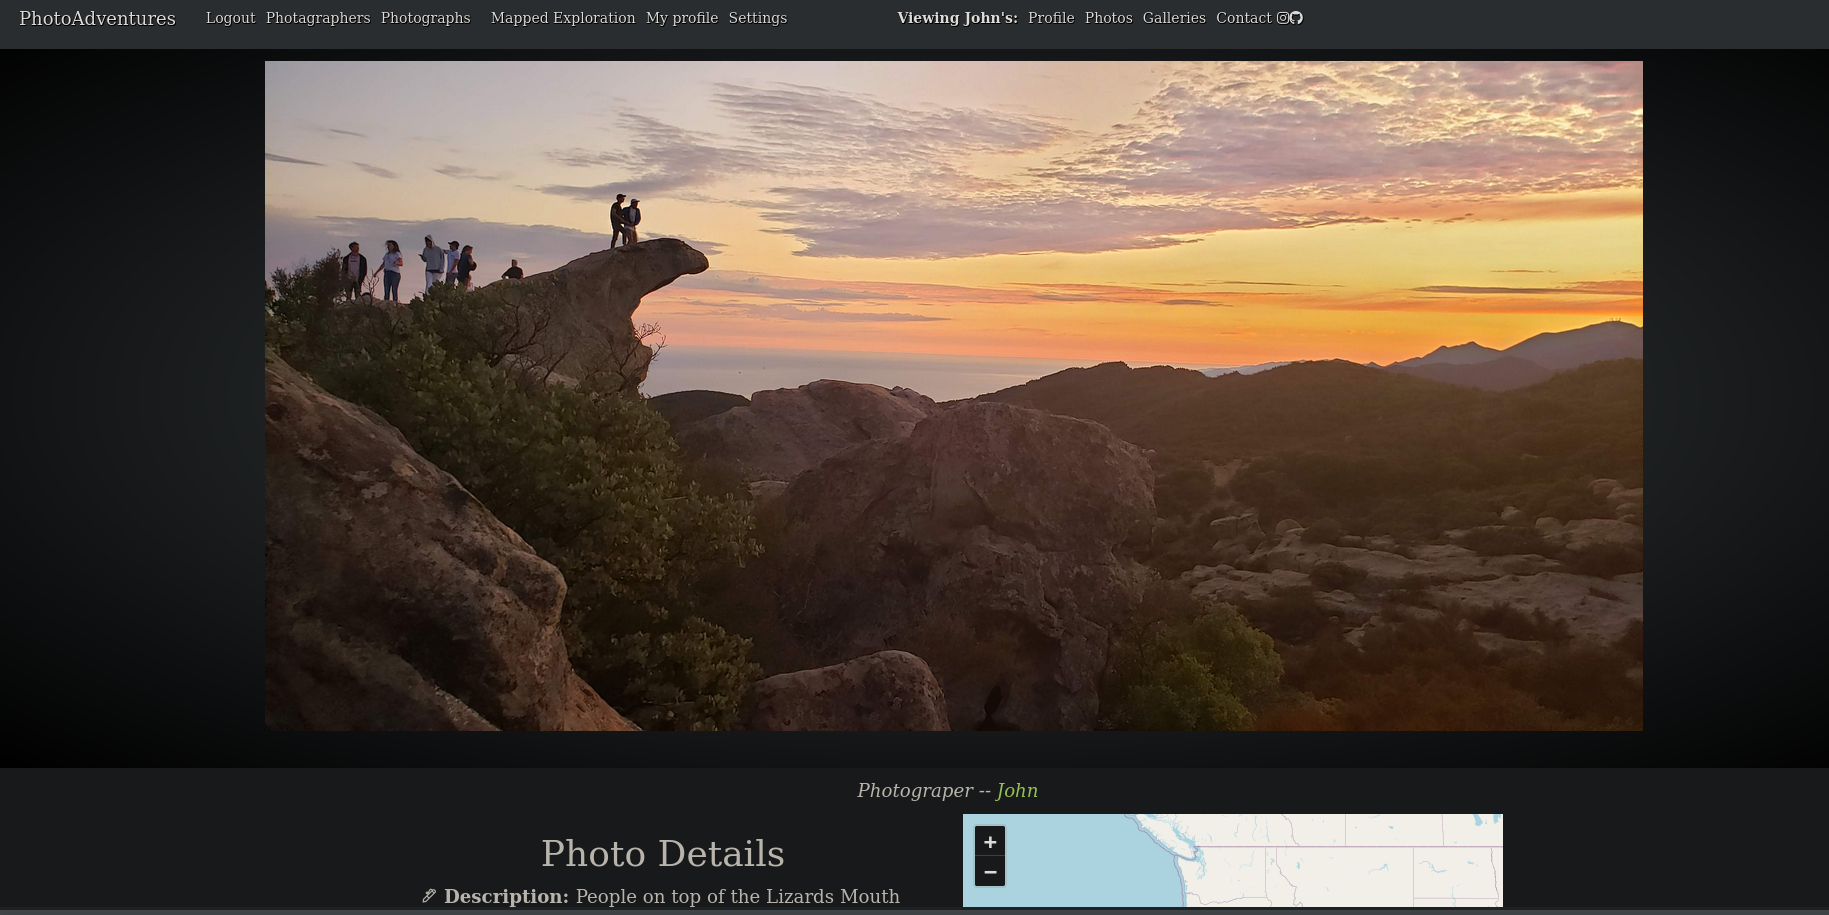 PhotoAdventures Logout Photagraphers Photographs Mapped Exploration My profile Settings Viewing John's: Profile Photos Galleries Contact
Photograper -- John
Photo Details
Description: People on top of the Lizards Mouth
+
−